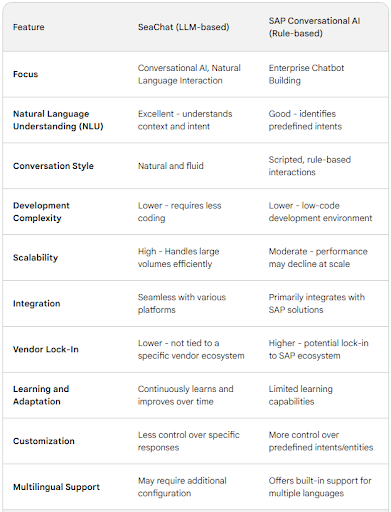 Feature SeaChat (LLM-based) SAP Conversational AI
(Rule-based)
Focus Conversational AI, Natural Enterprise Chatbot
Language Interaction Building
Natural Language Excellent - understands Good - identifies
Understanding (NLU) context and intent predefined intents
Conversation Style Natural and fluid Scripted, rule-based
interactions
Development Lower - requires less Lower - low-code
Complexity coding development environment
Scalability High - Handles large Moderate - performance
volumes efficiently may decline at scale
Integration Seamless with various Primarily integrates with
platforms SAP solutions
Vendor Lock-In Lower - not tied to a Higher - potential lock-in
specific vendor ecosystem to SAP ecosystem
Learning and Continuously learns and Limited learning
Adaptation improves over time capabilities
Customization Less control over specific More control over
responses predefined intents/entities
Multilingual Support May require additional Offers built-in support for
configuration multiple languages